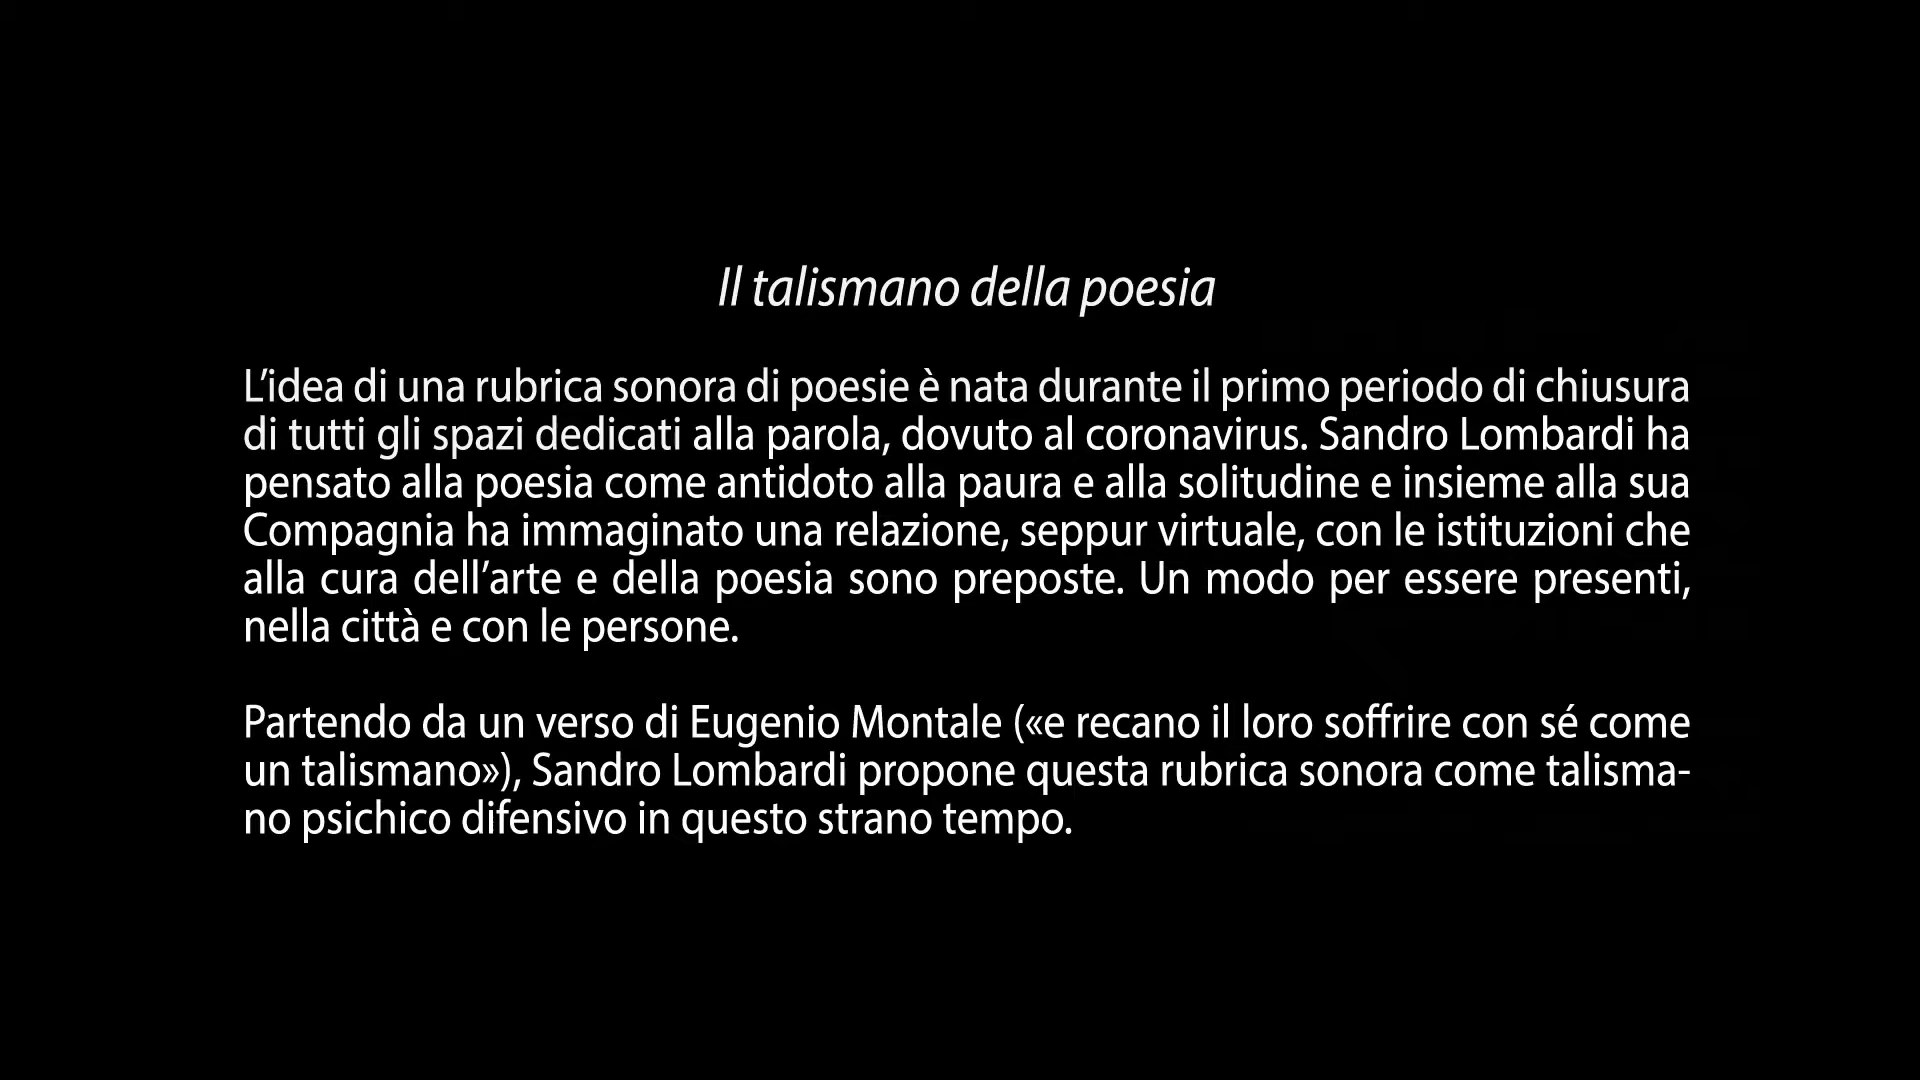 Il talismano della poesia
L’idea di una rubrica sonora di poesie è nata durante il primo periodo di chiusura
di tutti gli spazi dedicati alla parola, dovuto al coronavirus. Sandro Lombardi ha
pensato alla poesia come antidoto alla paura e alla solitudine e insieme alla sua
Compagnia ha immaginato una relazione, seppur virtuale, con le istituzioni che
alla cura dell’arte e della poesia sono preposte. Un modo per essere presenti,
nella città e con le persone.
Partendo da un verso di Eugenio Montale («e recano il loro soffrire con sé come
un talismano»), Sandro Lombardi propone questa rubrica sonora come talisma-
no psichico difensivo in questo strano tempo.